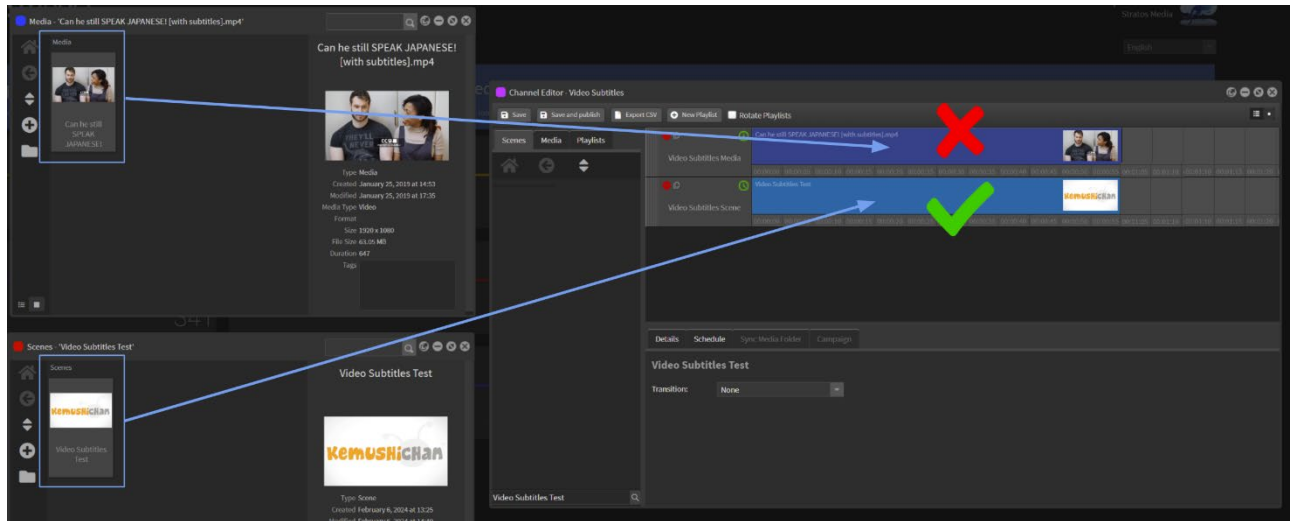 Stratos Media
English
Media - 'Can he still SPEAK JAPANESE! [with subtitles].mp4'
Media
Can he still
SPEAK
JAPANESE!
Can he still SPEAK JAPANESE!
[with subtitles].mp4
Type Media
Created January 25, 2019 at 14:53
Modified January 25, 2019 at 17:35
Media Type Video
Format
Size 1920 x 1080
File Size 63.05 MB
Duration 647
Tags
341
Scenes - 'Video Subtitles Test'
Scenes
KemusHiCHan
Video Subtitles
Test
Video Subtitles Test
KemusHiCHan
Type Scene
Created February 6, 2024 at 13:25
Channel Editor - Video Subtitles
Save
Save and publish
Export CSV
New Playlist
Rotate Playlists
Scenes
Media
Playlists
Can he still SPEAK JAPANESE! [with subtitles].mp4
Video Subtitles Media
Video Subtitles Test
Video Subtitles Scene
KemusHiCHan
Details
Schedule
Sync Media Folder
Campaign
Video Subtitles Test
Transition:
None
Video Subtitles Test